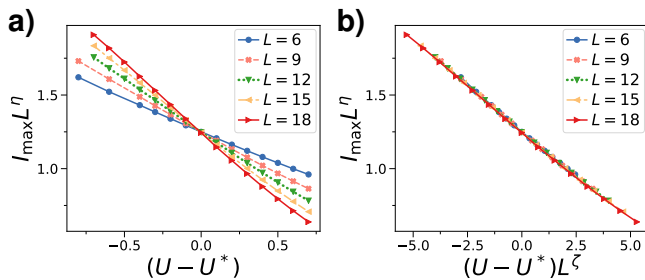 a)
I_max L^η
1.5
1.0
−0.5 0.0 0.5
(U − U*)
L = 6
L = 9
L = 12
L = 15
L = 18
b)
I_max L^η
1.5
1.0
−5.0 −2.5 0.0 2.5 5.0
(U − U*)L^ζ
L = 6
L = 9
L = 12
L = 15
L = 18